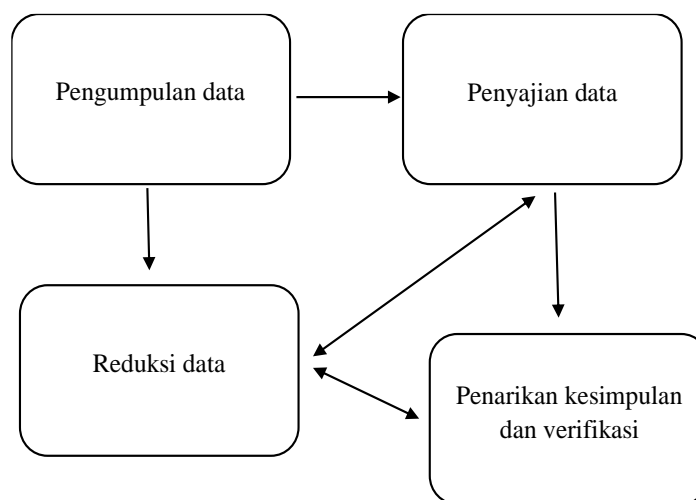 Pengumpulan data
Penyajian data
Reduksi data
Penarikan kesimpulan
dan verifikasi